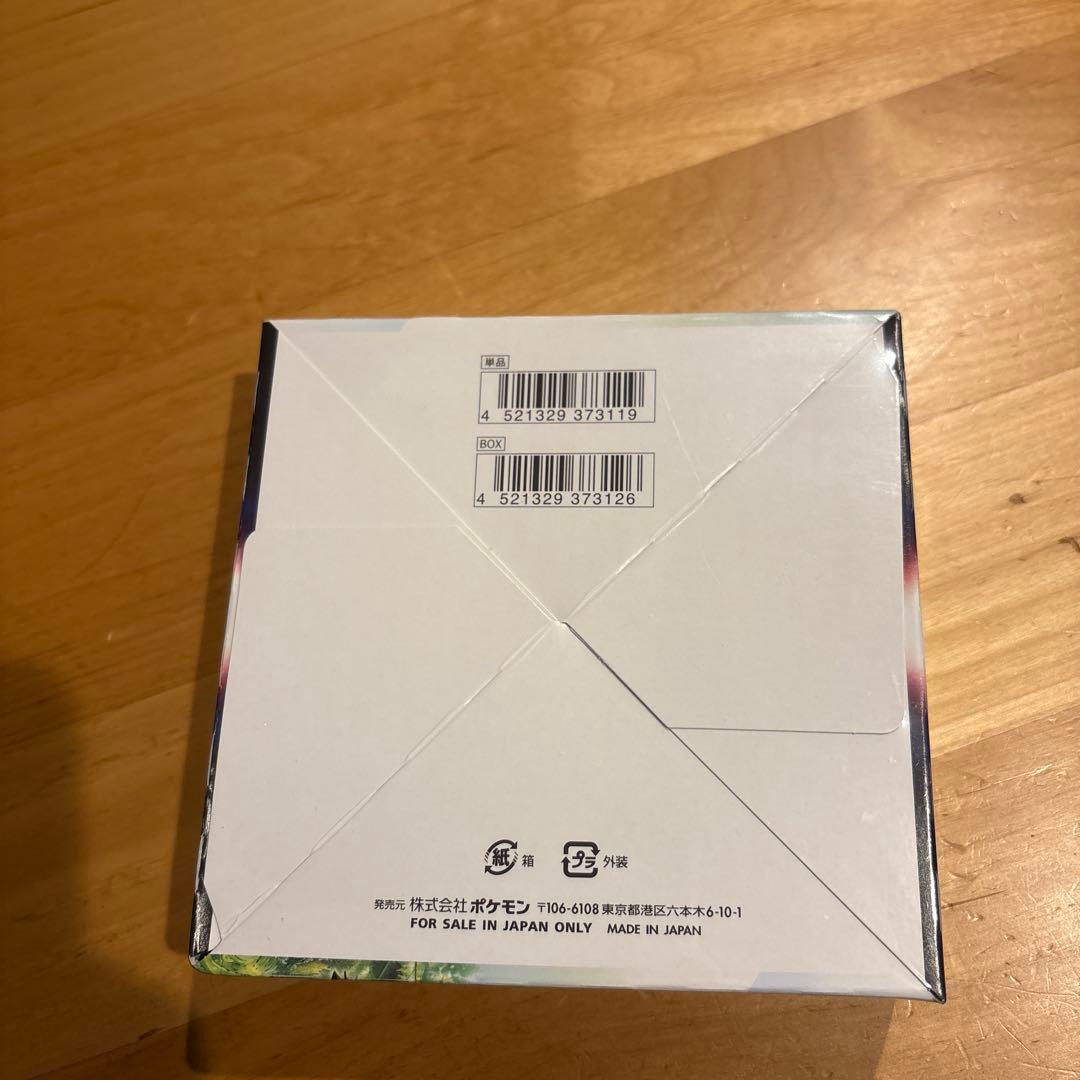 単品
4 521329 373119
BOX
4 521329 373126
紙 箱 プラ 外装
発売元 株式会社 ポケモン 〒106-6108 東京都港区六本木6-10-1
FOR SALE IN JAPAN ONLY MADE IN JAPAN